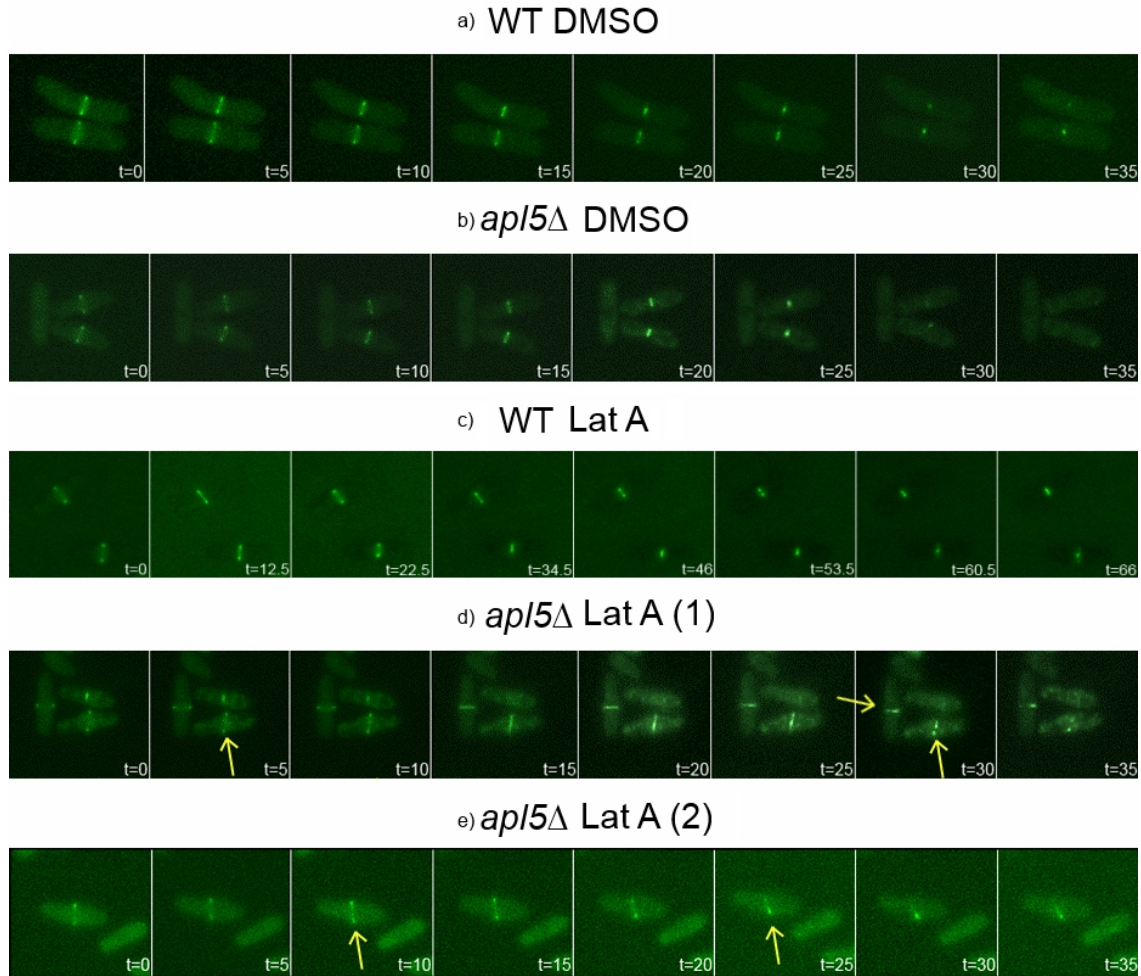 a) WT DMSO
t=0 t=5 t=10 t=15 t=20 t=25 t=30 t=35
b) apl5Δ DMSO
t=0 t=5 t=10 t=15 t=20 t=25 t=30 t=35
c) WT Lat A
t=0 t=12.5 t=22.5 t=34.5 t=46 t=53.5 t=60.5 t=66
d) apl5Δ Lat A (1)
t=0 t=5 t=10 t=15 t=20 t=25 t=30 t=35
e) apl5Δ Lat A (2)
t=0 t=5 t=10 t=15 t=20 t=25 t=30 t=35